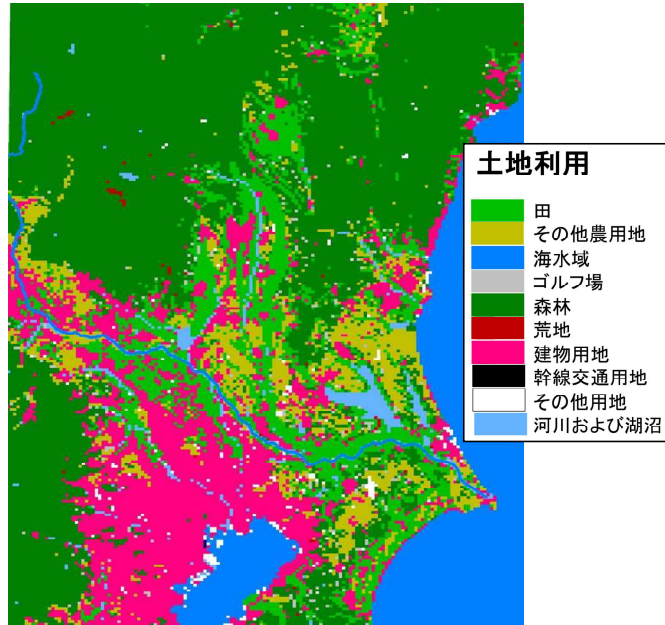 土地利用
田
その他農用地
海水域
ゴルフ場
森林
荒地
建物用地
幹線交通用地
その他用地
河川および湖沼